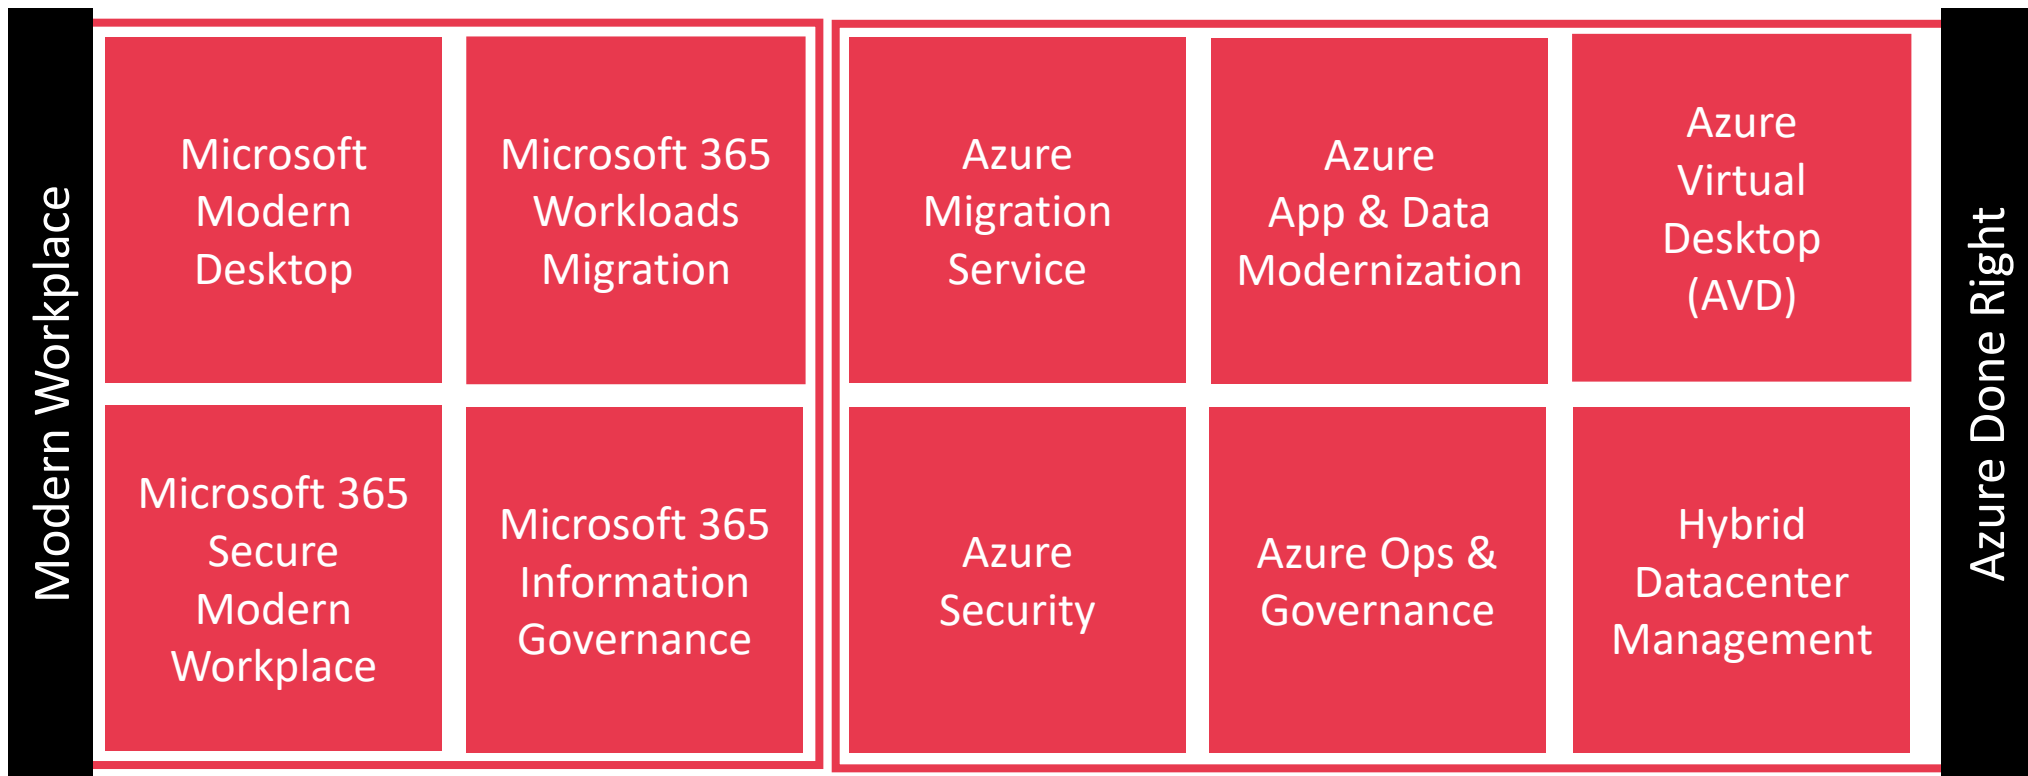 Modern Workplace
Microsoft
Modern
Desktop
Microsoft 365
Workloads
Migration
Microsoft 365
Secure
Modern
Workplace
Microsoft 365
Information
Governance
Azure
Migration
Service
Azure
App & Data
Modernization
Azure
Virtual
Desktop
(AVD)
Azure
Security
Azure Ops &
Governance
Hybrid
Datacenter
Management
Azure Done Right